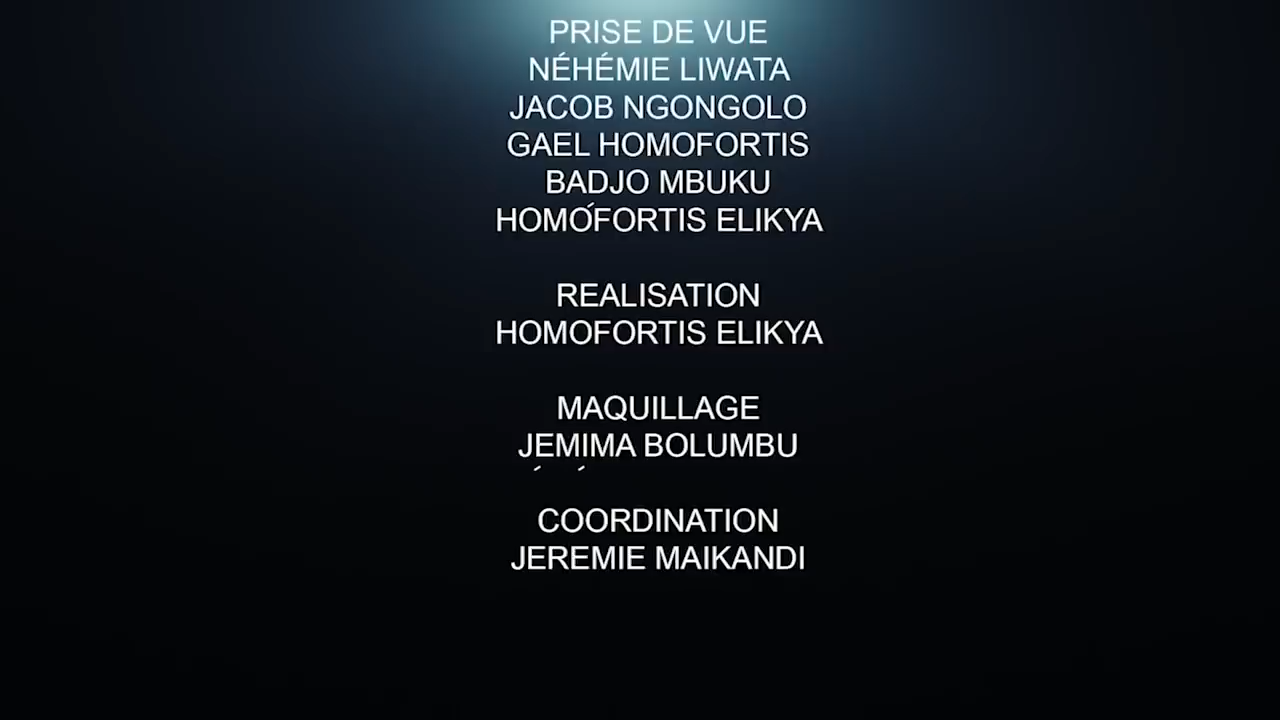 PRISE DE VUE
NÉHÉMIE LIWATA
JACOB NGONGOLO
GAEL HOMOFORTIS
BADJO MBUKU
HOMOFORTIS ELIKYA
REALISATION
HOMOFORTIS ELIKYA
MAQUILLAGE
JEMIMA BOLUMBU
COORDINATION
JEREMIE MAIKANDI